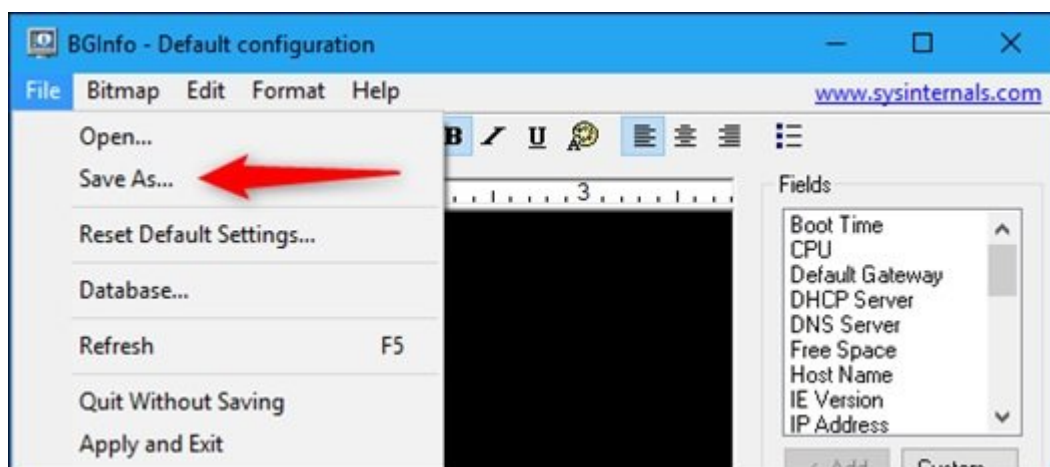 BGInfo - Default configuration
File Bitmap Edit Format Help www.sysinternals.com
Open...
Save As...
Reset Default Settings...
Database...
Refresh F5
Quit Without Saving
Apply and Exit
B I U A
3
Fields
Boot Time
CPU
Default Gateway
DHCP Server
DNS Server
Free Space
Host Name
IE Version
IP Address